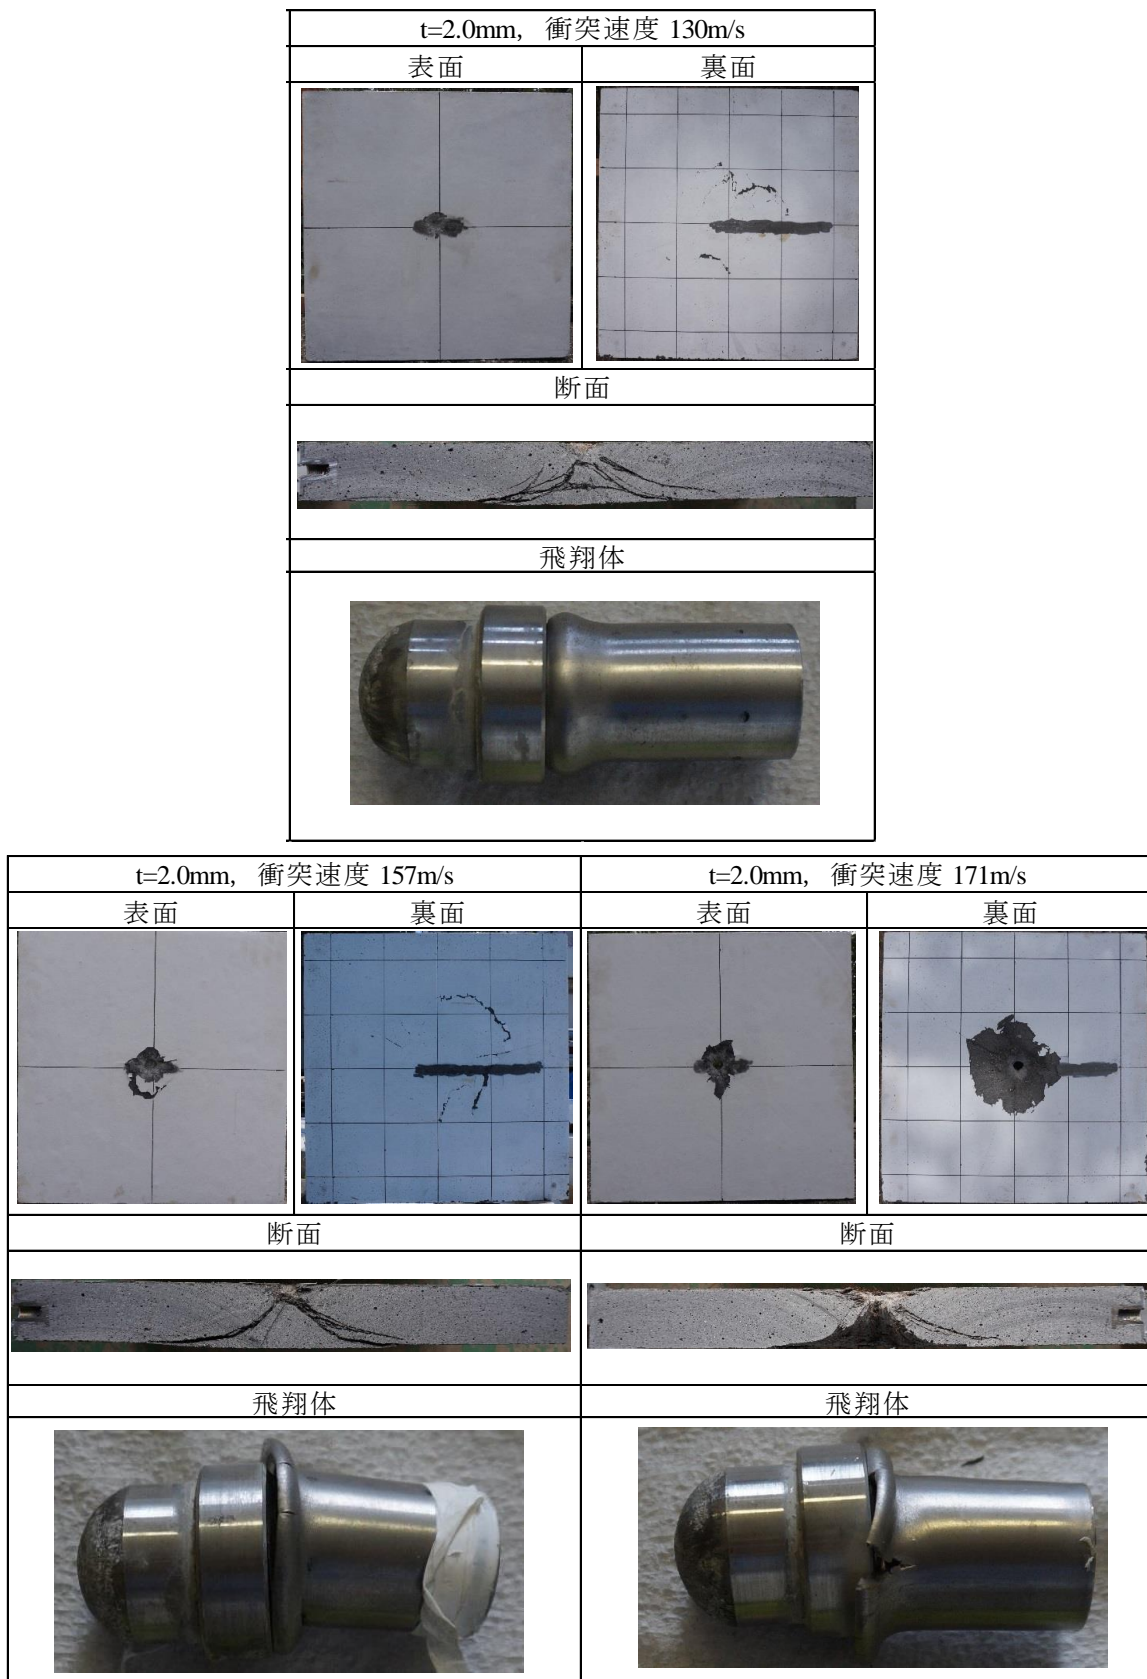 t=2.0mm, 衝突速度 130m/s
表面 裏面
断面
飛翔体
t=2.0mm, 衝突速度 157m/s t=2.0mm, 衝突速度 171m/s
表面 裏面 表面 裏面
断面 断面
飛翔体 飛翔体